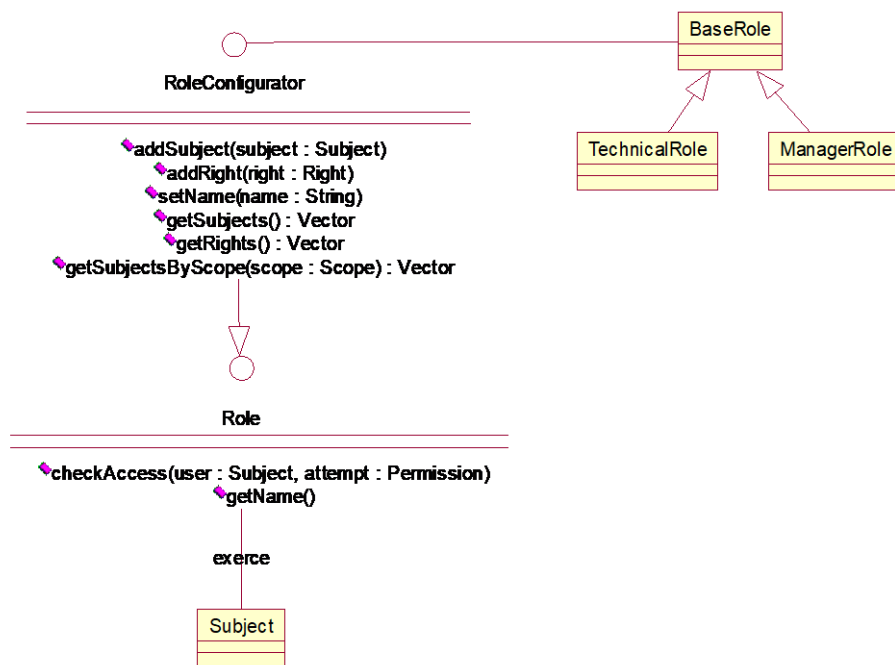 BaseRole
RoleConfigurator
TechnicalRole
ManagerRole
addSubject(subject : Subject)
addRight(right : Right)
setName(name : String)
getSubjects() : Vector
getRights() : Vector
getSubjectsByScope(scope : Scope) : Vector
Role
checkAccess(user : Subject, attempt : Permission)
getName()
exerce
Subject